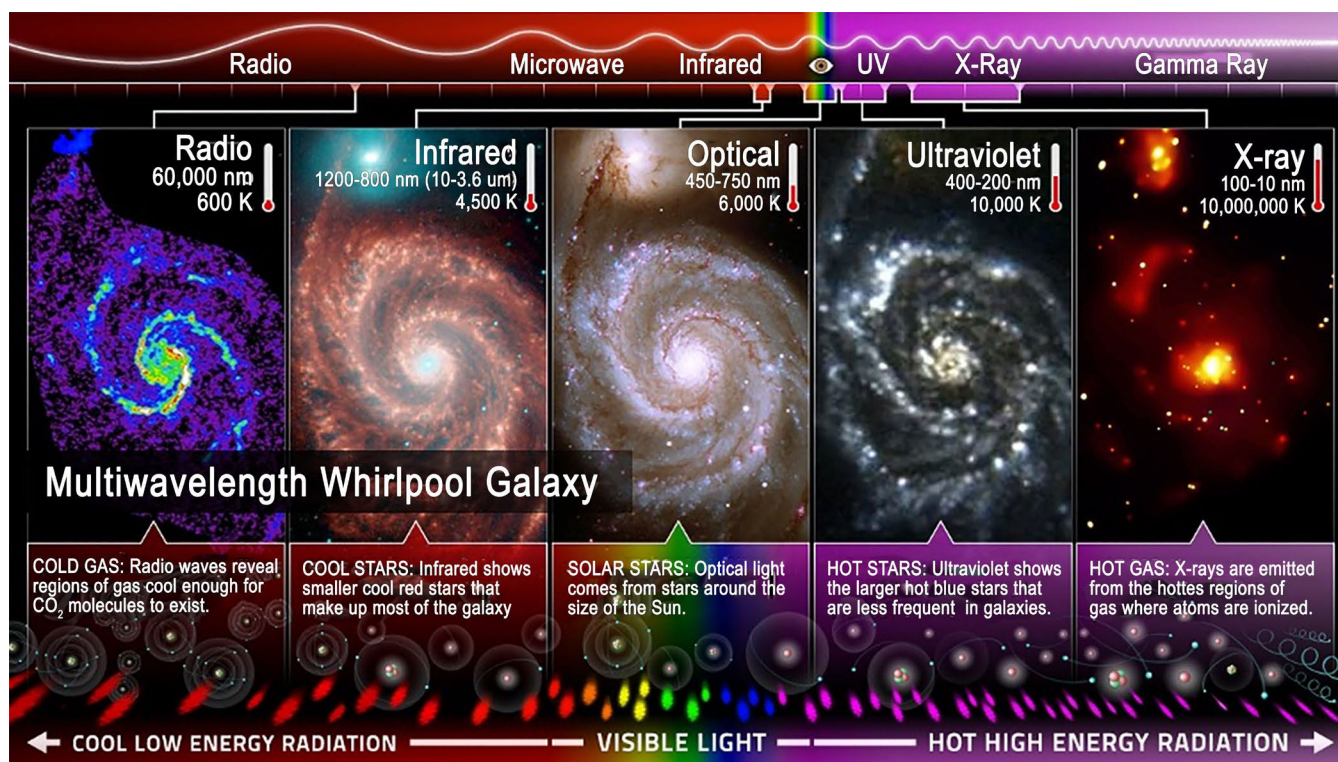 Radio
Microwave
Infrared
UV
X-Ray
Gamma Ray
Radio
60,000 nm
600 K
Infrared
1200-800 nm (10-3.6 um)
4,500 K
Optical
450-750 nm
6,000 K
Ultraviolet
400-200 nm
10,000 K
X-ray
100-10 nm
10,000,000 K
Multiwavelength Whirlpool Galaxy
COLD GAS: Radio waves reveal
regions of gas cool enough for
CO₂ molecules to exist.
COOL STARS: Infrared shows
smaller cool red stars that
make up most of the galaxy
SOLAR STARS: Optical light
comes from stars around the
size of the Sun.
HOT STARS: Ultraviolet shows
the larger hot blue stars that
are less frequent in galaxies.
HOT GAS: X-rays are emitted
from the hottes regions of
gas where atoms are ionized.
COOL LOW ENERGY RADIATION
VISIBLE LIGHT
HOT HIGH ENERGY RADIATION